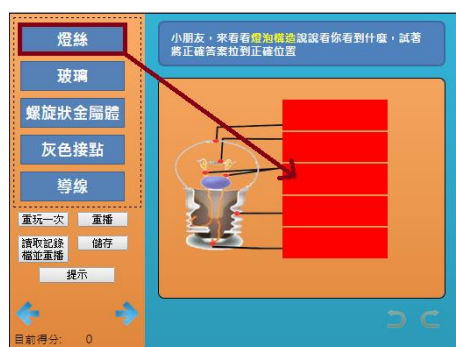 燈絲
玻璃
螺旋狀金屬體
灰色接點
導線
重玩一次
重播
讀取記錄
檔並重播
儲存
提示
目前得分: 0
小朋友，來看看燈泡構造說說看你看到什麼，試著
將正確答案拉到正確位置